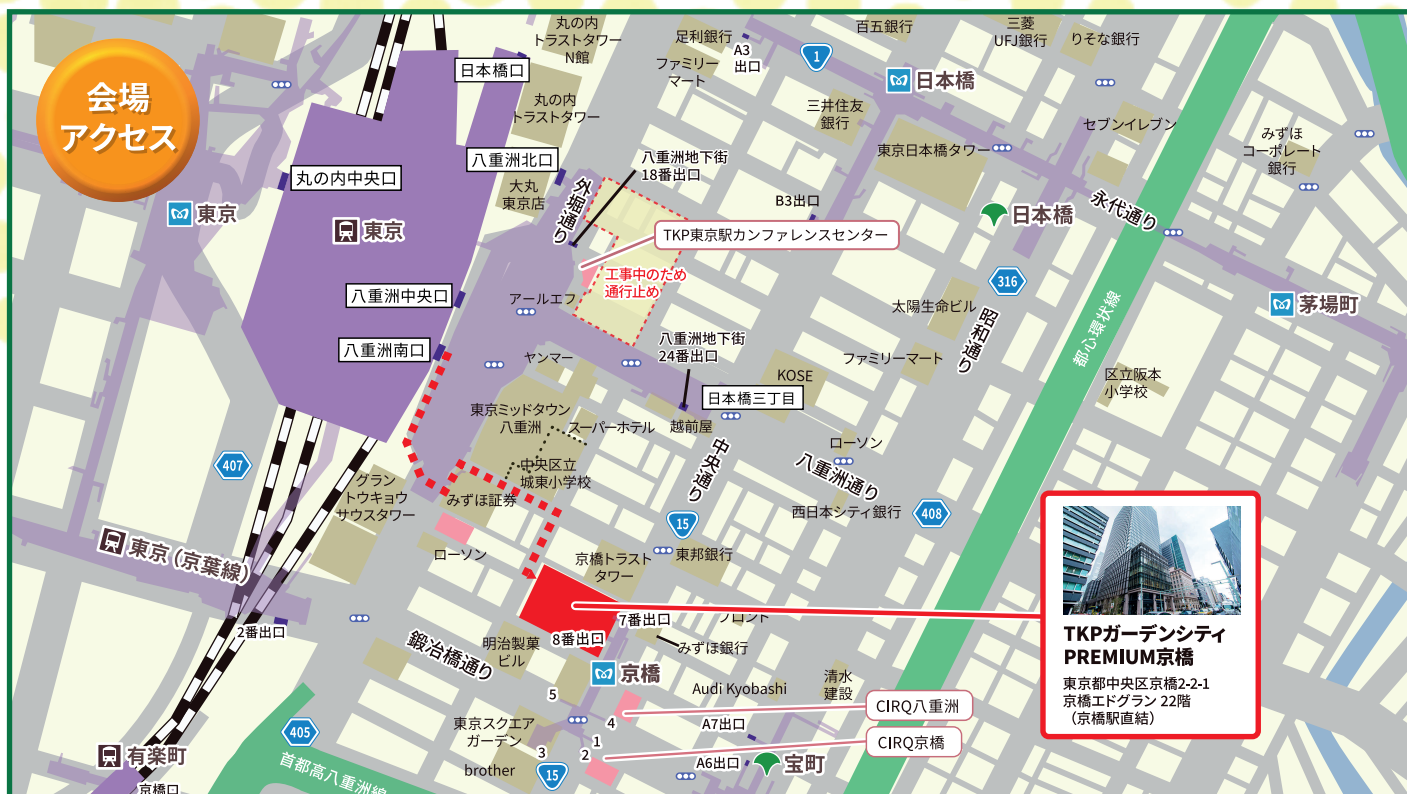 会場
アクセス
丸の内
トラストタワー
N館
足利銀行
A3
出口
ファミリー
マート
1
百五銀行
三菱
UFJ銀行
りそな銀行
日本橋口
日本橋
丸の内
トラストタワー
三井住友
銀行
セブンイレブン
みずほ
コーポレート
銀行
八重洲北口
八重洲地下街
18番出口
東京日本橋タワー
丸の内中央口
大丸
東京店
外堀通り
B3出口
永代通り
東京
東京
TKP東京駅カンファレンスセンター
日本橋
工事中のため
通行止め
316
八重洲中央口
アールエフ
太陽生命ビル
昭和通り
都心環状線
茅場町
八重洲南口
ヤンマー
八重洲地下街
24番出口
ファミリーマート
KOSE
区立阪本
小学校
日本橋三丁目
東京ミッドタウン
八重洲
スーパーホテル
越前屋
中央通り
ローソン
八重洲通り
407
中央区立
城東小学校
グラン
トウキョウ
サウスタワー
みずほ証券
西日本シティ銀行
408
15
東京(京葉線)
ローソン
京橋トラスト
タワー
東邦銀行
2番出口
7番出口
フロント
8番出口
みずほ銀行
鍛冶橋通り
明治製菓
ビル
京橋
TKPガーデンシティ
PREMIUM京橋
東京都中央区京橋2-2-1
京橋エドグラン 22階
(京橋駅直結)
5
Audi Kyobashi
清水
建設
CIRQ八重洲
405
東京スクエア
ガーデン
4
A7出口
1
CIRQ京橋
3
2
有楽町
首都高八重洲線
brother
15
A6出口
宝町
京橋口